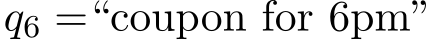 q₆ =“coupon for 6pm”